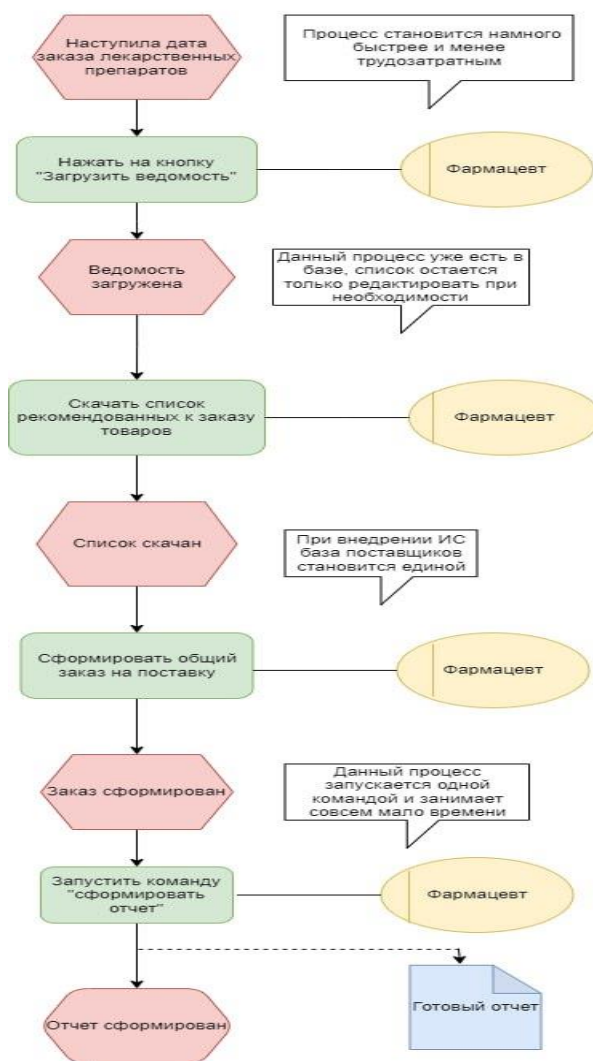 Наступила дата
заказа лекарственных
препаратов
Процесс становится намного
быстрее и менее
трудозатратным
Нажать на кнопку
"Загрузить ведомость"
Фармацевт
Ведомость
загружена
Данный процесс уже есть в
базе, список остается
только редактировать при
необходимости
Скачать список
рекомендованных к заказу
товаров
Фармацевт
Список скачан
При внедрении ИС
база поставщиков
становится единой
Сформировать общий
заказ на поставку
Фармацевт
Заказ сформирован
Данный процесс
запускается одной
командой и занимает
совсем мало времени
Запустить команду
"сформировать
отчет"
Фармацевт
Отчет сформирован
Готовый отчет